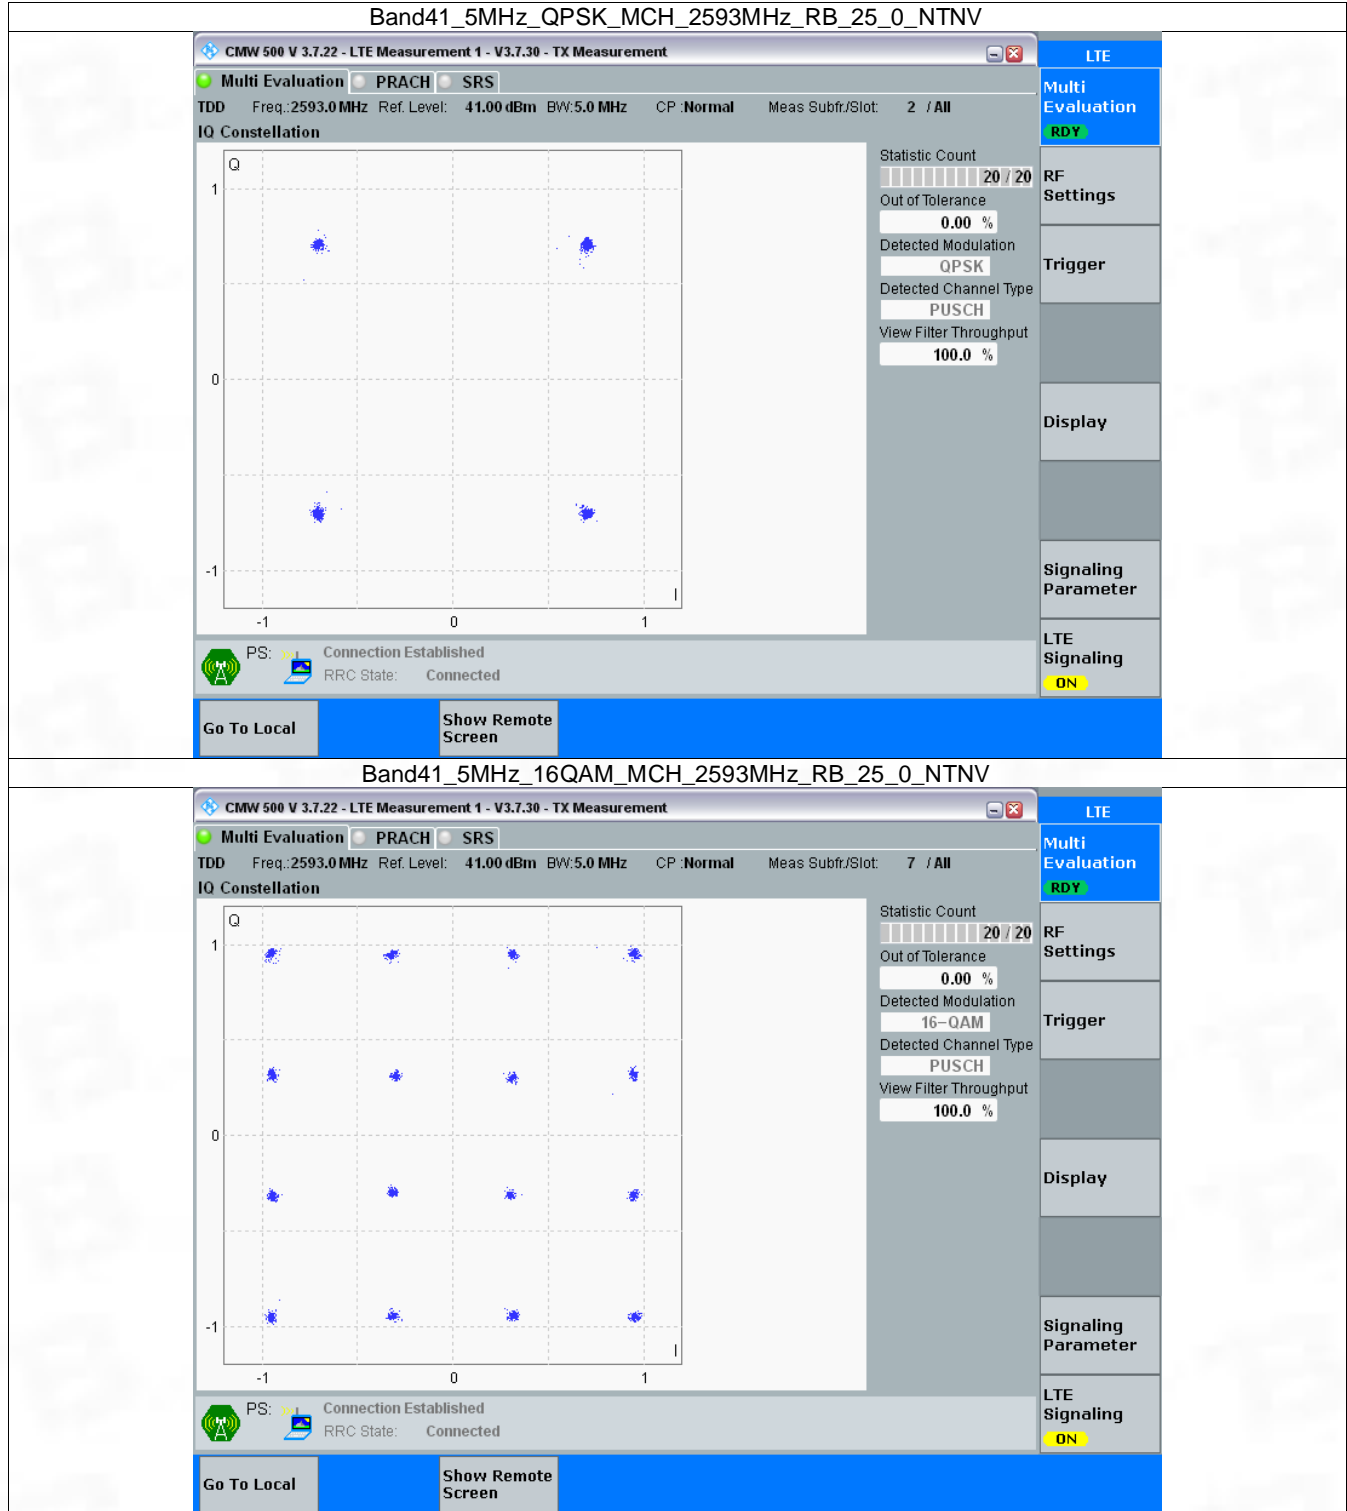 Band41_5MHz_QPSK_MCH_2593MHz_RB_25_0_NTNV
CMW 500 V 3.7.22 - LTE Measurement 1 - V3.7.30 - TX Measurement
LTE
Multi Evaluation PRACH SRS
Multi
Evaluation
RDY
TDD Freq.:2593.0 MHz Ref. Level: 41.00 dBm BW:5.0 MHz CP :Normal Meas Subfr./Slot: 2 / All
IQ Constellation
Q
1
0
-1
-1 0 1
I
Statistic Count
20 / 20
Out of Tolerance
0.00 %
Detected Modulation
QPSK
Detected Channel Type
PUSCH
View Filter Throughput
100.0 %
RF
Settings
Trigger
Display
Signaling
Parameter
LTE
Signaling
ON
PS: Connection Established
RRC State: Connected
Go To Local
Show Remote
Screen
Band41_5MHz_16QAM_MCH_2593MHz_RB_25_0_NTNV
CMW 500 V 3.7.22 - LTE Measurement 1 - V3.7.30 - TX Measurement
LTE
Multi Evaluation PRACH SRS
Multi
Evaluation
RDY
TDD Freq.:2593.0 MHz Ref. Level: 41.00 dBm BW:5.0 MHz CP :Normal Meas Subfr./Slot: 7 / All
IQ Constellation
Q
1
0
-1
-1 0 1
I
Statistic Count
20 / 20
Out of Tolerance
0.00 %
Detected Modulation
16-QAM
Detected Channel Type
PUSCH
View Filter Throughput
100.0 %
RF
Settings
Trigger
Display
Signaling
Parameter
LTE
Signaling
ON
PS: Connection Established
RRC State: Connected
Go To Local
Show Remote
Screen